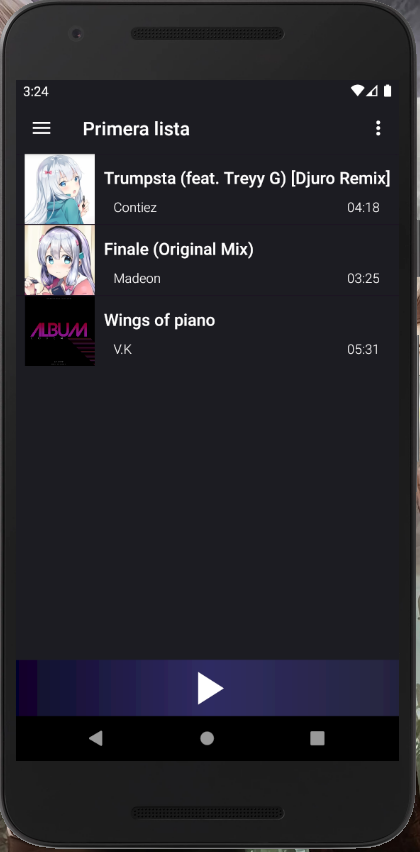 3:24
Primera lista
Trumpsta (feat. Treyy G) [Djuro Remix]
Contiez 04:18
Finale (Original Mix)
Madeon 03:25
ALBUM
Wings of piano
V.K 05:31